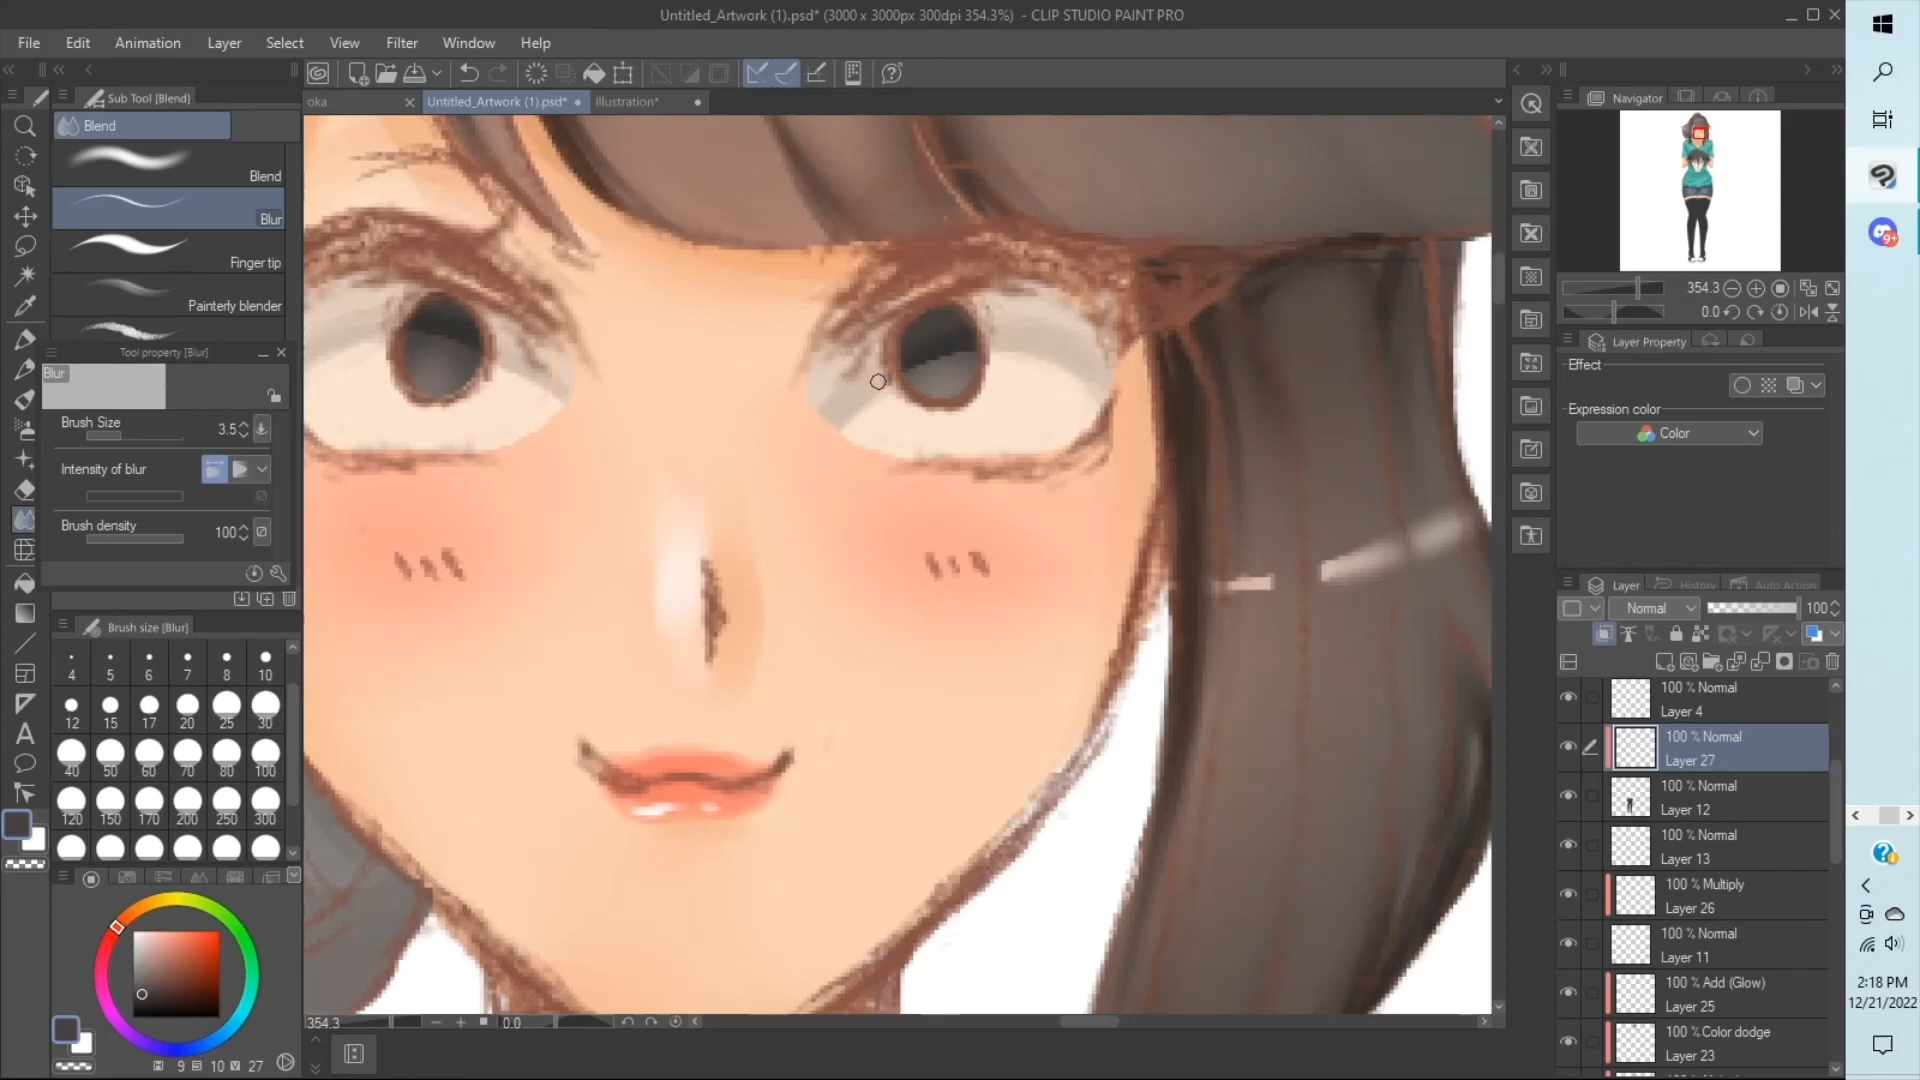 Untitled_Artwork (1).psd* (3000 x 3000px 300dpi 354.3%) - CLIP STUDIO PAINT PRO
File Edit Animation Layer Select View Filter Window Help
Sub Tool [Blend]
oka
Untitled_Artwork (1).psd*
Illustration*
Navigator
Blend
Blend
Blur
Finger tip
Painterly blender
354.3
0.0
Tool property [Blur]
Layer Property
Blur
Effect
Expression color
Color
Brush Size 3.5
Intensity of blur
Brush density 100
Layer History Auto Action
Normal 100
Brush size [Blur]
4 5 7 7 8 10
12 15 17 20 25 30
40 50 60 70 80 100
120 150 170 200 250 300
100 % Normal
Layer 4
100 % Normal
Layer 27
100 % Normal
Layer 12
100 % Normal
Layer 13
100 % Multiply
Layer 26
100 % Normal
Layer 11
100 % Add (Glow)
Layer 25
100 % Color dodge
Layer 23
354.3 0.0
H 9 S 10 V 27
9+
2:18 PM
12/21/2022